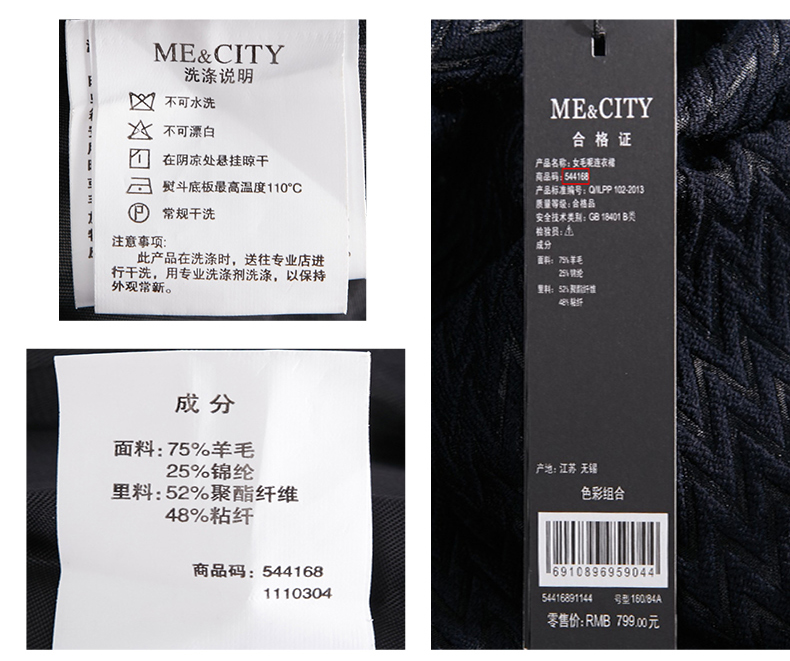 ME&CITY
洗涤说明
不可水洗
不可漂白
在阴凉处悬挂晾干
熨斗底板最高温度110°C
P
常规干洗
注意事项:
此产品在洗涤时，送往专业店进
行干洗，用专业洗涤剂洗涤，以保持
外观常新。
成分
面料:75%羊毛
25%锦纶
里料:52%聚酯纤维
48%粘纤
商品码:544168
1110304
ME&CITY
合格证
产品名称:女毛呢连衣裙
商品码:544168
产品标准编号:Q/ILPP 102-2013
质量等级:合格品
安全技术类别:GB 18401 B类
检验员:
成分
面料: 75%羊毛
25%锦纶
里料: 52%聚酯纤维
48%粘纤
产地:江苏 无锡
色彩组合
6910896959044
54416891144 号型160/84A
零售价:RMB 799.00元